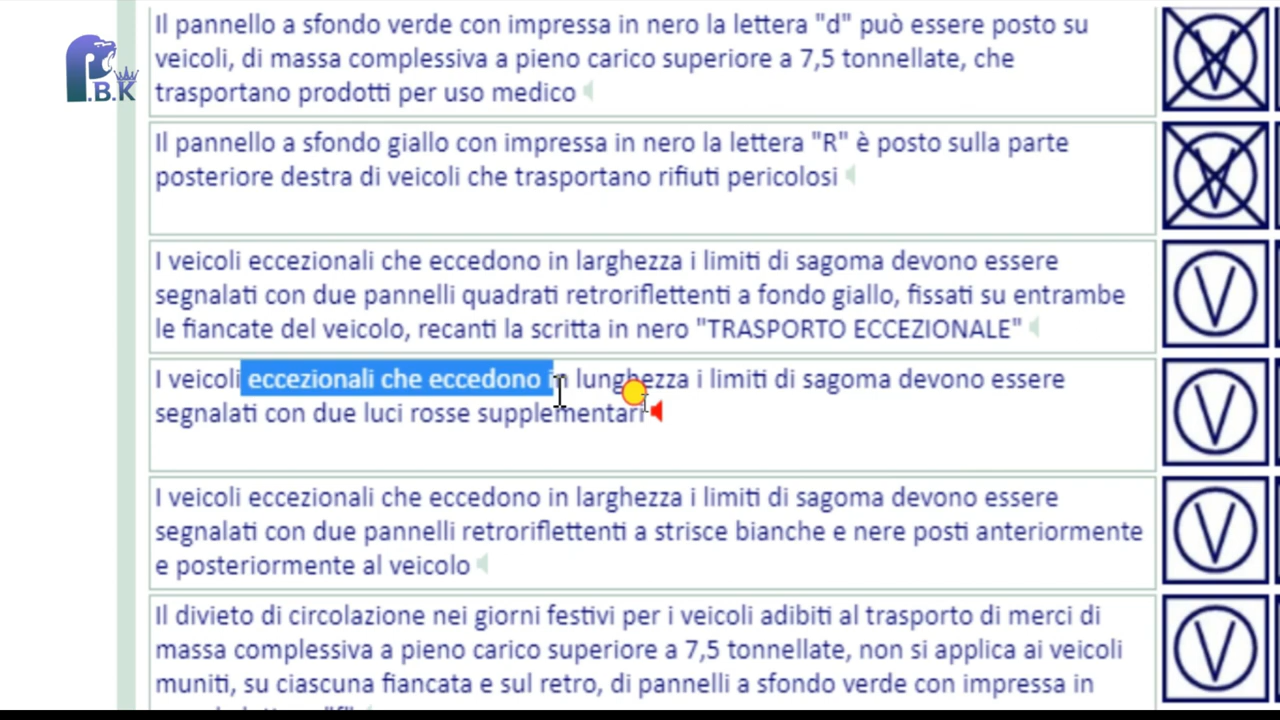 .B.K
Il pannello a sfondo verde con impressa in nero la lettera "d" può essere posto su
veicoli, di massa complessiva a pieno carico superiore a 7,5 tonnellate, che
trasportano prodotti per uso medico
V
Il pannello a sfondo giallo con impressa in nero la lettera "R" è posto sulla parte
posteriore destra di veicoli che trasportano rifiuti pericolosi
V
I veicoli eccezionali che eccedono in larghezza i limiti di sagoma devono essere
segnalati con due pannelli quadrati retroriflettenti a fondo giallo, fissati su entrambe
le fiancate del veicolo, recanti la scritta in nero "TRASPORTO ECCEZIONALE"
V
I veicoli eccezionali che eccedono in lunghezza i limiti di sagoma devono essere
segnalati con due luci rosse supplementari
V
I veicoli eccezionali che eccedono in larghezza i limiti di sagoma devono essere
segnalati con due pannelli retroriflettenti a strisce bianche e nere posti anteriormente
e posteriormente al veicolo
V
Il divieto di circolazione nei giorni festivi per i veicoli adibiti al trasporto di merci di
massa complessiva a pieno carico superiore a 7,5 tonnellate, non si applica ai veicoli
muniti, su ciascuna fiancata e sul retro, di pannelli a sfondo verde con impressa in
V